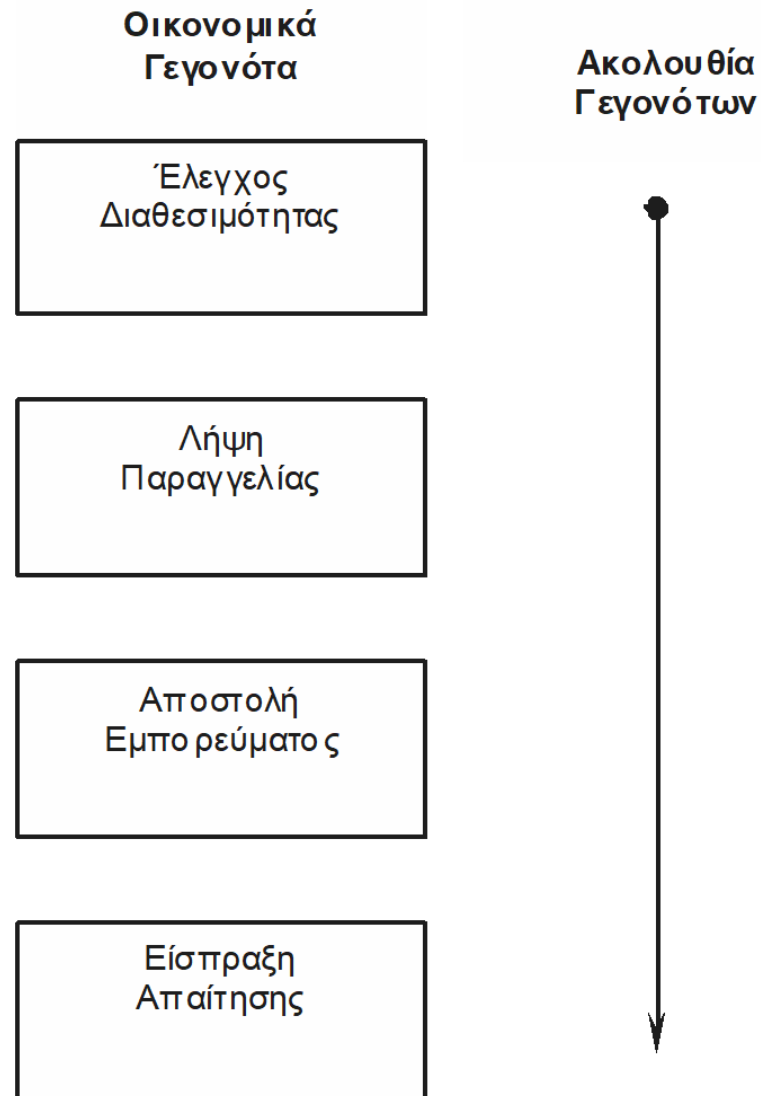 Οικονομικά
Γεγονότα
Ακολουθία
Γεγονότων
Έλεγχος
Διαθεσιμότητας
Λήψη
Παραγγελίας
Αποστολή
Εμπορεύματος
Είσπραξη
Απαίτησης